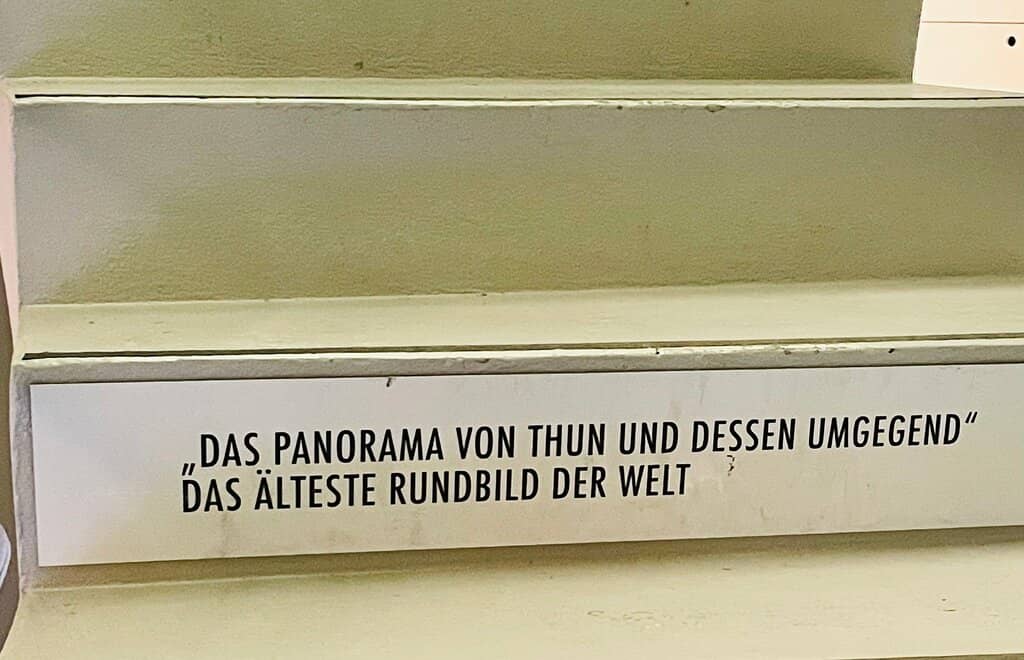 „DAS PANORAMA VON THUN UND DESSEN UMGEGEND“
DAS ÄLTESTE RUNDBILD DER WELT